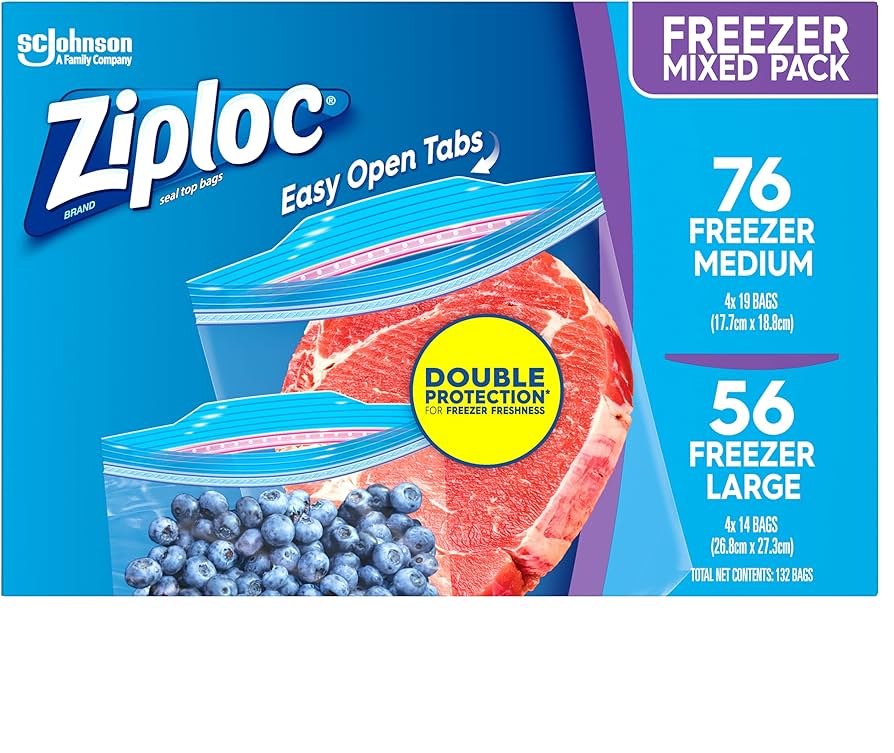 SCJohnson
A Family Company
Ziploc®
BRAND
seal top bags
Easy Open Tabs
FREEZER
MIXED PACK
76
FREEZER
MEDIUM
4x 19 BAGS
(17.7cm x 18.8cm)
DOUBLE
PROTECTION*
FOR FREEZER FRESHNESS
56
FREEZER
LARGE
4x 14 BAGS
(26.8cm x 27.3cm)
TOTAL NET CONTENTS: 132 BAGS